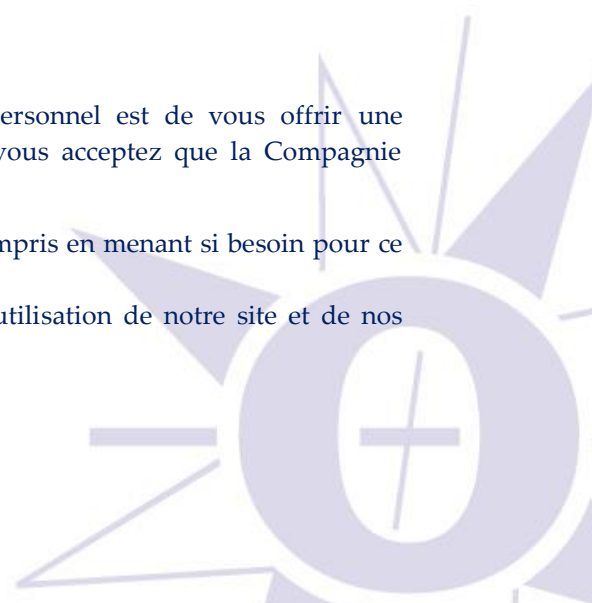 ersonnel est de vous offrir une
vous acceptez que la Compagnie
mpris en menant si besoin pour ce
utilisation de notre site et de nos